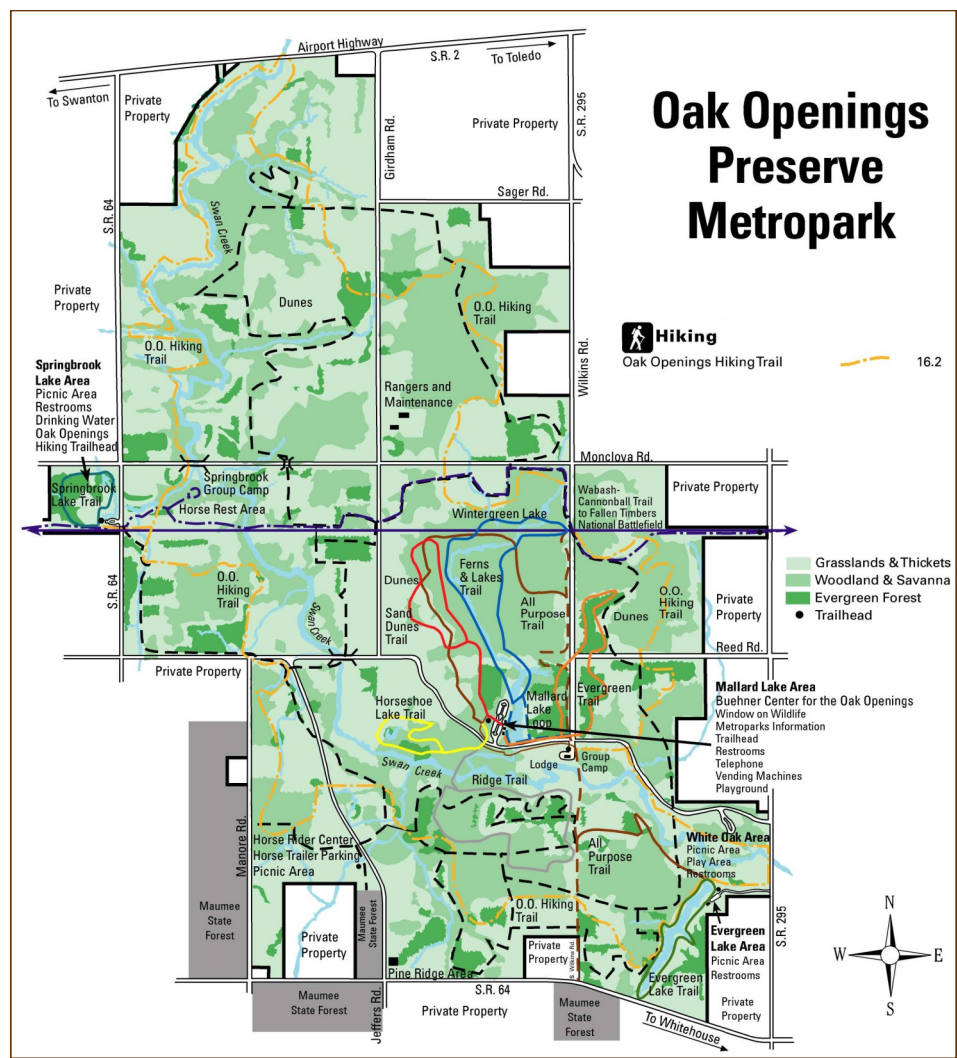 Airport Highway
S.R. 2
To Toledo
To Swanton
Private
Property
Girdham Rd.
Private Property
S.R. 295
Oak Openings
Preserve
Metropark
Sager Rd.
S.R. 64
Swan Creek
Private
Property
Dunes
O.O. Hiking
Trail
O.O. Hiking
Trail
Wilkins Rd.
Hiking
Oak Openings Hiking Trail
16.2
Springbrook
Lake Area
Picnic Area
Restrooms
Drinking Water
Oak Openings
Hiking Trailhead
Rangers and
Maintenance
Monclova Rd.
Springbrook
Lake Trail
Springbrook
Group Camp
Horse Rest Area
Wintergreen Lake
Wabash-
Cannonball Trail
to Fallen Timbers
National Battlefield
Private Property
Grasslands & Thickets
Woodland & Savanna
Evergreen Forest
Trailhead
S.R. 64
O.O.
Hiking
Trail
Swan Creek
Dunes
Sand
Dunes
Trail
Ferns
& Lakes
Trail
All
Purpose
Trail
Dunes
O.O.
Hiking
Trail
Private
Property
Reed Rd.
Private Property
Horseshoe
Lake Trail
Mallard
Lake
Loop
Evergreen
Trail
Mallard Lake Area
Buehner Center for the Oak Openings
Window on Wildlife
Metroparks Information
Trailhead
Restrooms
Telephone
Vending Machines
Playground
Swan Creek
Ridge Trail
Lodge
Group
Camp
Manore Rd.
Horse Rider Center
Horse Trailer Parking
Picnic Area
All
Purpose
Trail
White Oak Area
Picnic Area
Play Area
Restrooms
Maumee
State Forest
Private
Property
Maumee
State Forest
O.O. Hiking
Trail
Private
Property
S. Wilkins Rd.
Evergreen
Lake Area
Picnic Area
Restrooms
S.R. 295
Pine Ridge Area
Evergreen
Lake Trail
Private
Property
S.R. 64
Maumee
State Forest
Jeffers Rd.
Private Property
Maumee
State
Forest
To Whitehouse
N
W
E
S